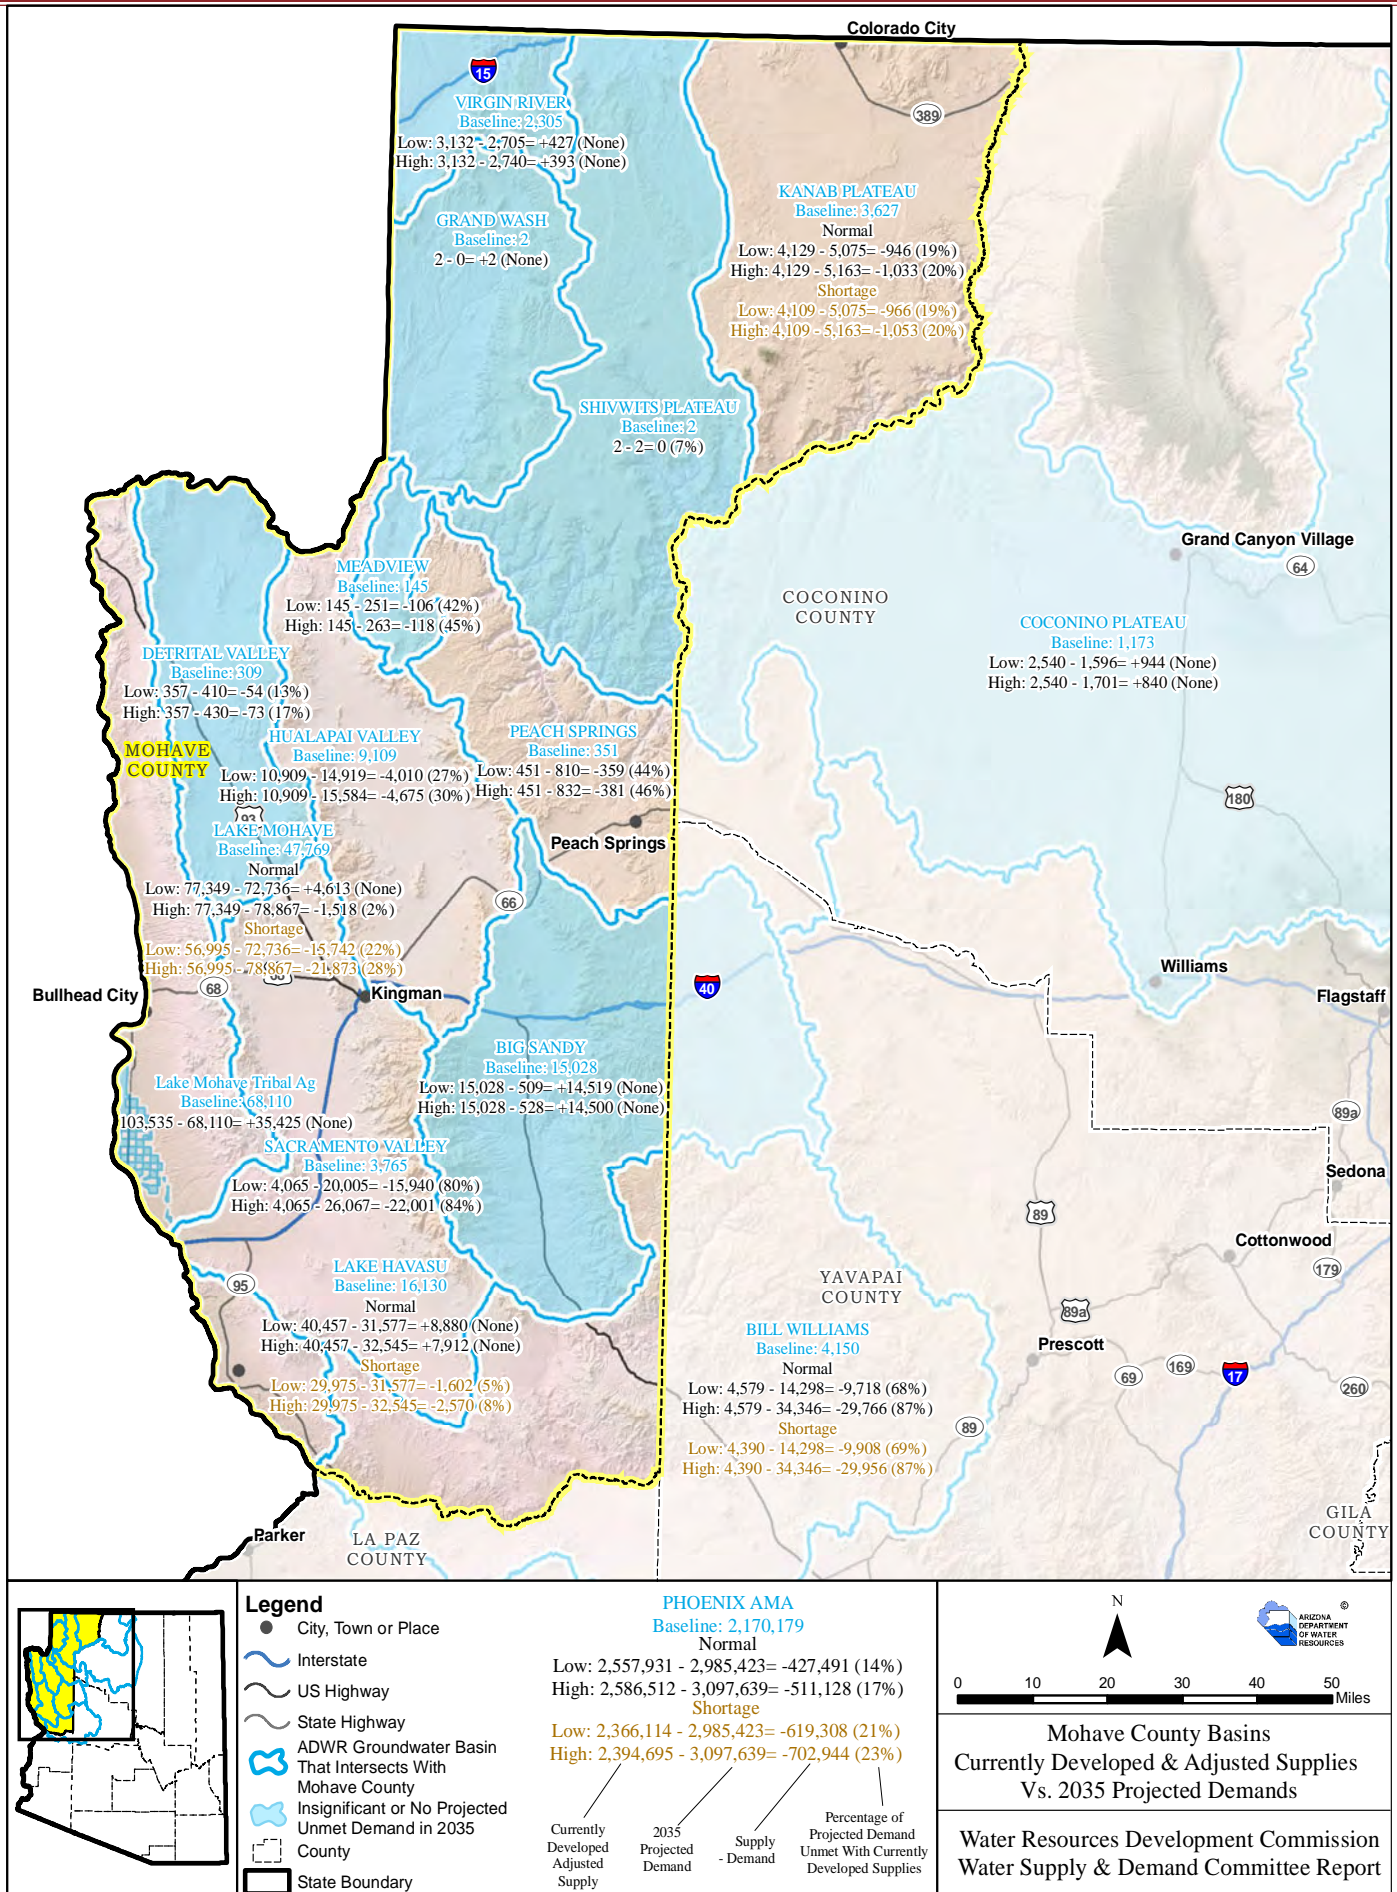 Colorado City
15
VIRGIN RIVER
Baseline: 2,305
Low: 3,132 - 2,705= +427 (None)
High: 3,132 - 2,740= +393 (None)
389
KANAB PLATEAU
Baseline: 3,627
Normal
Low: 4,129 - 5,075= -946 (19%)
High: 4,129 - 5,163= -1,033 (20%)
Shortage
Low: 4,109 - 5,075= -966 (19%)
High: 4,109 - 5,163= -1,053 (20%)
GRAND WASH
Baseline: 2
2 - 0= +2 (None)
SHIVWITS PLATEAU
Baseline: 2
2 - 2= 0 (7%)
Grand Canyon Village
64
MEADVIEW
Baseline: 145
Low: 145 - 251= -106 (42%)
High: 145 - 263= -118 (45%)
COCONINO
COUNTY
COCONINO PLATEAU
Baseline: 1,173
Low: 2,540 - 1,596= +944 (None)
High: 2,540 - 1,701= +840 (None)
DETRITAL VALLEY
Baseline: 309
Low: 357 - 410= -54 (13%)
High: 357 - 430= -73 (17%)
MOHAVE
COUNTY
HUALAPAI VALLEY
Baseline: 9,109
Low: 10,909 - 14,919= -4,010 (27%)
High: 10,909 - 15,584= -4,675 (30%)
PEACH SPRINGS
Baseline: 351
Low: 451 - 810= -359 (44%)
High: 451 - 832= -381 (46%)
180
93
LAKE MOHAVE
Baseline: 47,769
Normal
Low: 77,349 - 72,736= +4,613 (None)
High: 77,349 - 78,867= -1,518 (2%)
Shortage
Low: 56,995 - 72,736= -15,742 (22%)
High: 56,995 - 78,867= -21,873 (28%)
Peach Springs
66
68
Bullhead City
Kingman
40
Williams
Flagstaff
BIG SANDY
Baseline: 15,028
Low: 15,028 - 509= +14,519 (None)
High: 15,028 - 528= +14,500 (None)
Lake Mohave Tribal Ag
Baseline: 68,110
103,535 - 68,110= +35,425 (None)
89a
Sedona
SACRAMENTO VALLEY
Baseline: 3,765
Low: 4,065 - 20,005= -15,940 (80%)
High: 4,065 - 26,067= -22,001 (84%)
89
Cottonwood
179
95
LAKE HAVASU
Baseline: 16,130
Normal
Low: 40,457 - 31,577= +8,880 (None)
High: 40,457 - 32,545= +7,912 (None)
Shortage
Low: 29,975 - 31,577= -1,602 (5%)
High: 29,975 - 32,545= -2,570 (8%)
YAVAPAI
COUNTY
89a
Prescott
69
169
17
260
BILL WILLIAMS
Baseline: 4,150
Normal
Low: 4,579 - 14,298= -9,718 (68%)
High: 4,579 - 34,346= -29,766 (87%)
Shortage
Low: 4,390 - 14,298= -9,908 (69%)
High: 4,390 - 34,346= -29,956 (87%)
89
Parker
LA PAZ
COUNTY
GILA
COUNTY
Legend
City, Town or Place
Interstate
US Highway
State Highway
ADWR Groundwater Basin
That Intersects With
Mohave County
Insignificant or No Projected
Unmet Demand in 2035
County
State Boundary
PHOENIX AMA
Baseline: 2,170,179
Normal
Low: 2,557,931 - 2,985,423= -427,491 (14%)
High: 2,586,512 - 3,097,639= -511,128 (17%)
Shortage
Low: 2,366,114 - 2,985,423= -619,308 (21%)
High: 2,394,695 - 3,097,639= -702,944 (23%)
Currently
Developed
Adjusted
Supply
2035
Projected
Demand
Supply
- Demand
Percentage of
Projected Demand
Unmet With Currently
Developed Supplies
N
©
ARIZONA
DEPARTMENT
OF WATER
RESOURCES
0 10 20 30 40 50
Miles
Mohave County Basins
Currently Developed & Adjusted Supplies
Vs. 2035 Projected Demands
Water Resources Development Commission
Water Supply & Demand Committee Report